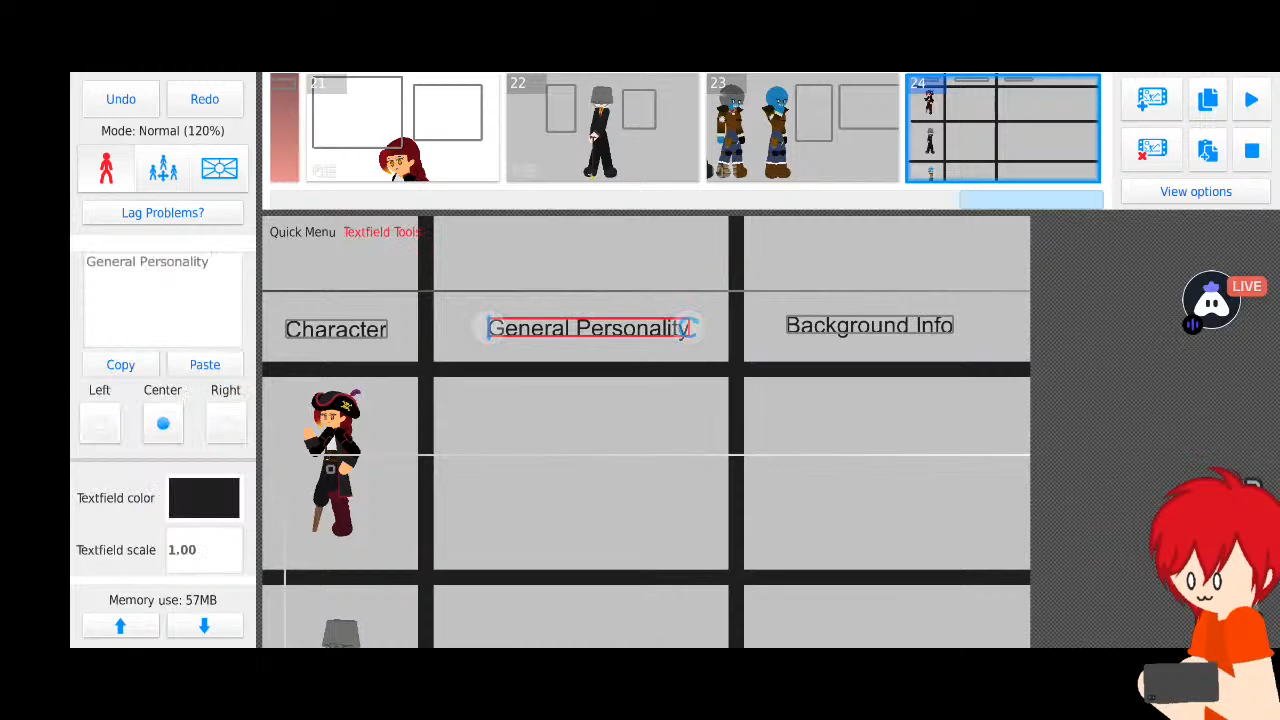 21
22
23
24
Undo
Redo
Mode: Normal (120%)
Lag Problems?
View options
Quick Menu
Textfield Tools
General Personality
Copy
Paste
Left
Center
Right
Textfield color
Textfield scale
1.00
Memory use: 57MB
Character
General Personality
Background Info
LIVE